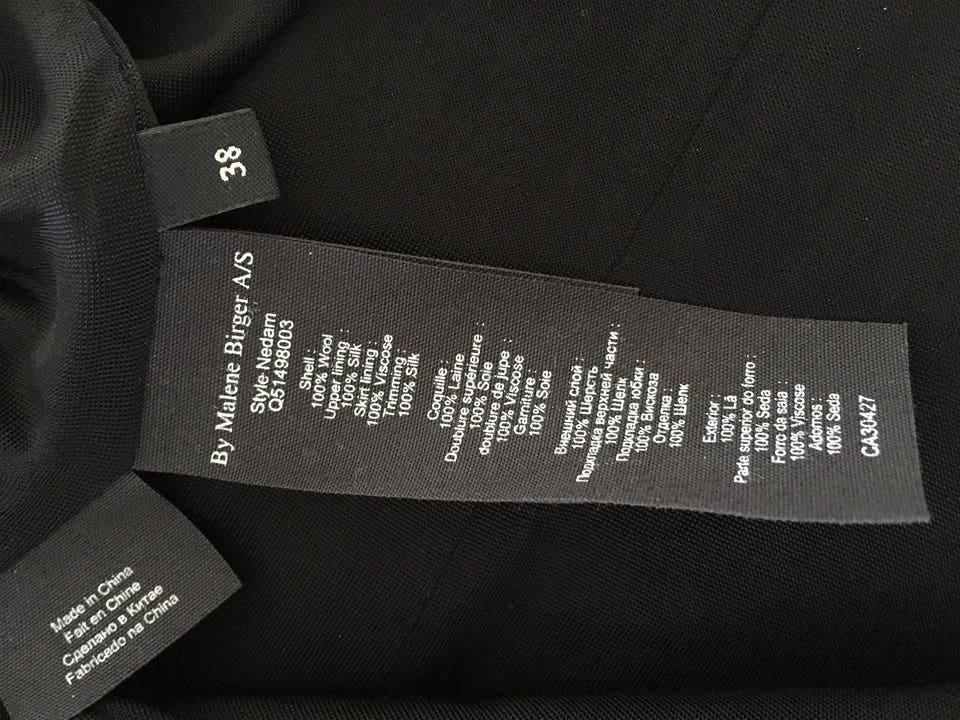 38
By Malene Birger A/S
Style Nedam
Q51498003
Shell :
100% Wool
Upper lining :
100% Silk
Skirt lining :
100% Viscose
Trimming :
100% Silk
Coquille :
100% Laine
Doublure supérieure : :
100% Soie
doublure de jupe : :
100% Viscose
Garniture :
100% Soie
Внешний слой :
100% Шерсть
Подкладка верхней части :
100% Шелк
Подкладка юбки :
100% Вискоза
Отделка :
100% Шелк
Exterior :
100% Lã
Parte superior do forro :
100% Seda
Forro da saia :
100% Viscose
Adornos :
100% Seda
CA30427
Made in China
Fait en Chine
Сделано в Китае
Fabricado na China